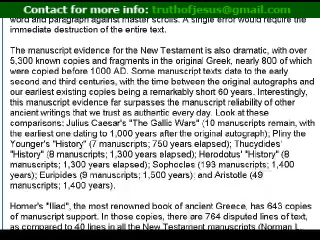 Contact for more info: truthofjesus@gmail.com
word and paragraph against master scrolls. A single error would require the
immediate destruction of the entire text.
The manuscript evidence for the New Testament is also dramatic, with over
5,300 known copies and fragments in the original Greek, nearly 800 of which
were copied before 1000 AD. Some manuscript texts date to the early
second and third centuries, with the time between the original autographs and
our earliest existing copies being a remarkably short 60 years. Interestingly,
this manuscript evidence far surpasses the manuscript reliability of other
ancient writings that we trust as authentic every day. Look at these
comparisons: Julius Caesar's "The Gallic Wars" (10 manuscripts remain, with
the earliest one dating to 1,000 years after the original autograph); Pliny the
Younger's "History" (7 manuscripts; 750 years elapsed); Thucydides'
"History" (8 manuscripts; 1,300 years elapsed); Herodotus' "History" (8
manuscripts; 1,300 years elapsed); Sophocles (193 manuscripts; 1,400
years); Euripides (9 manuscripts; 1,500 years); and Aristotle (49
manuscripts; 1,400 years).
Homer's "Iliad", the most renowned book of ancient Greece, has 643 copies
of manuscript support. In those copies, there are 764 disputed lines of text,
as compared to 40 lines in all the New Testament manuscripts (Norman L.